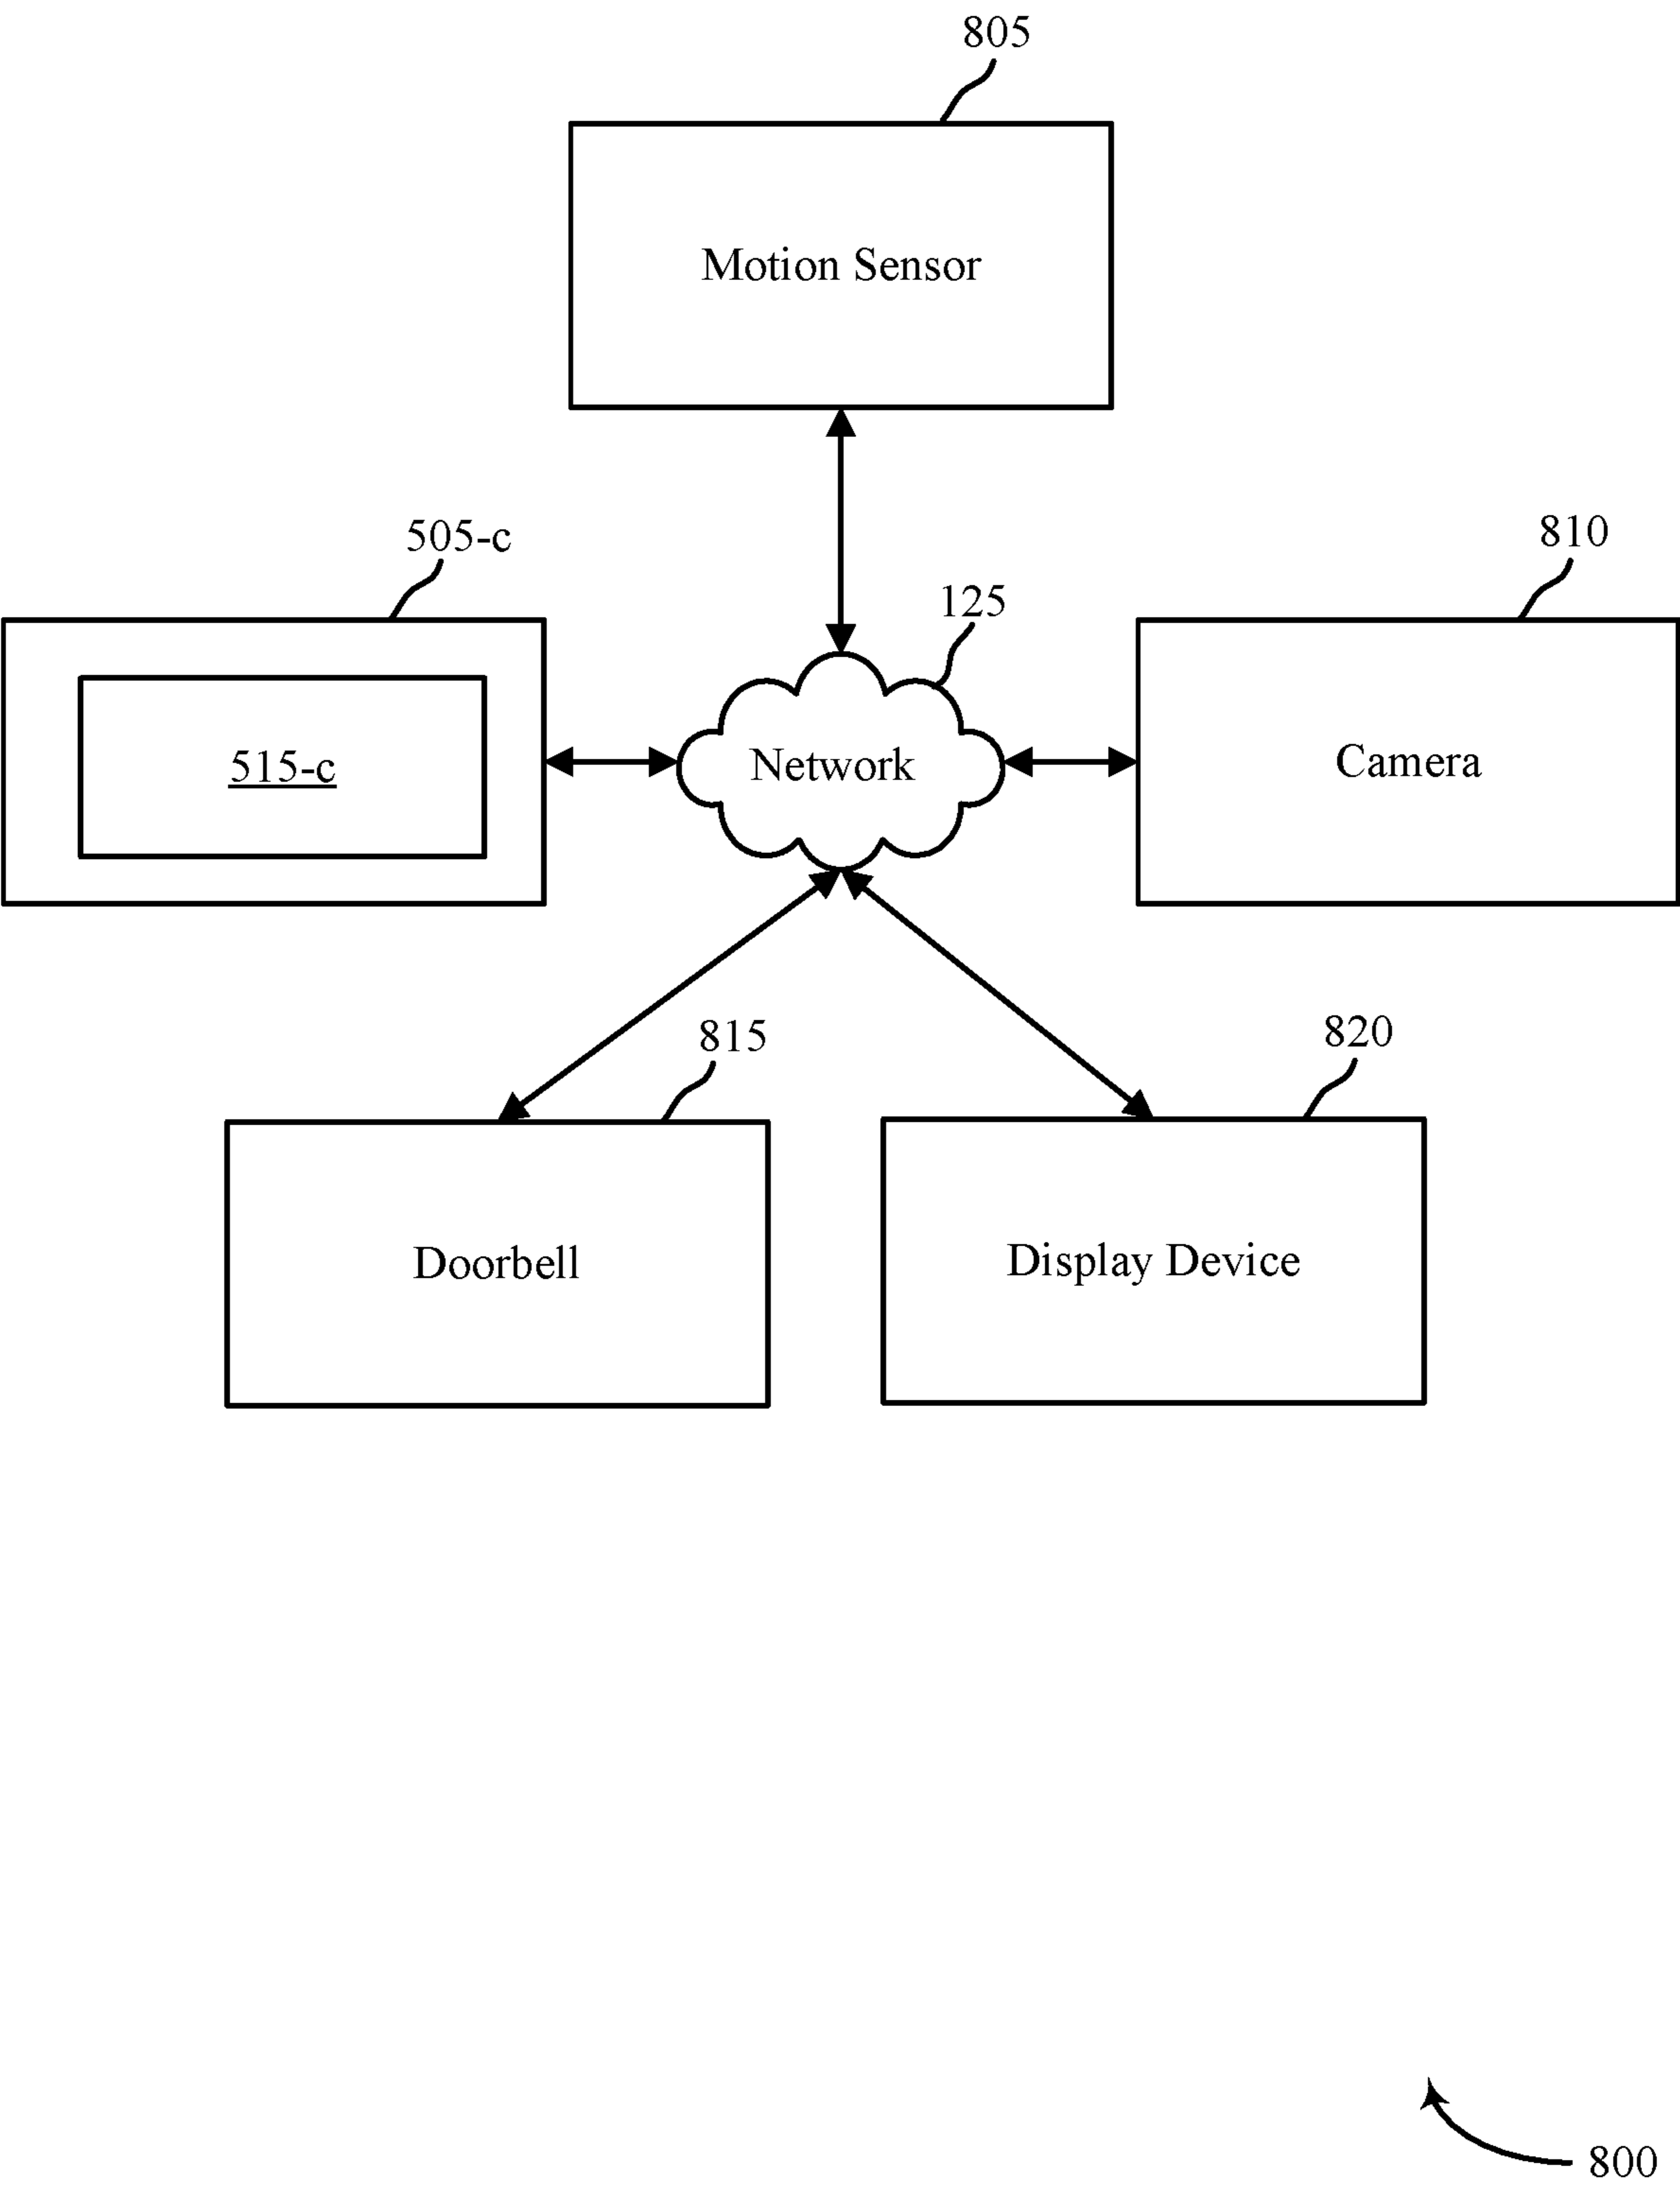 805
Motion Sensor
505-c
810
125
515-c
Network
Camera
815
820
Doorbell
Display Device
800